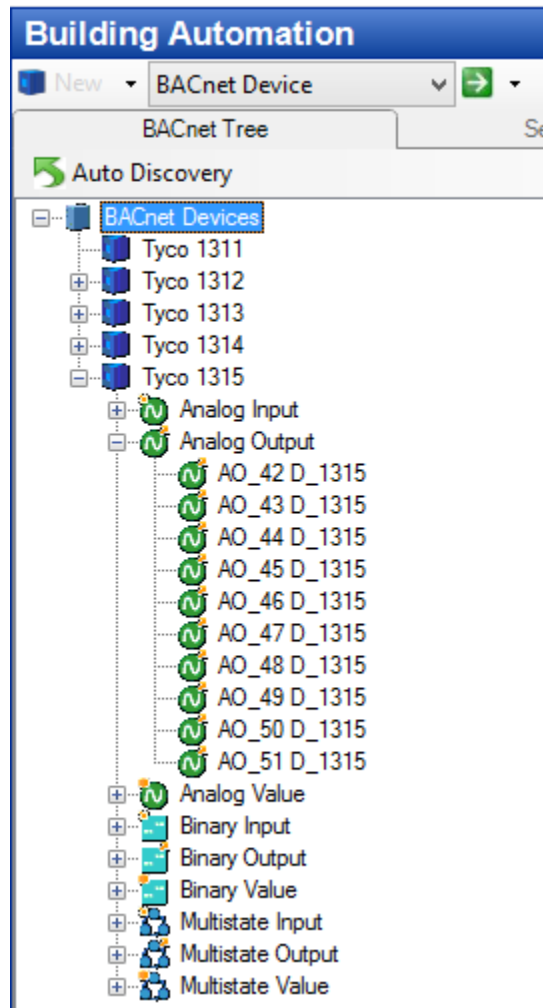 Building Automation
New BACnet Device
BACnet Tree Se
Auto Discovery
BACnet Devices
Tyco 1311
Tyco 1312
Tyco 1313
Tyco 1314
Tyco 1315
Analog Input
Analog Output
AO_42 D_1315
AO_43 D_1315
AO_44 D_1315
AO_45 D_1315
AO_46 D_1315
AO_47 D_1315
AO_48 D_1315
AO_49 D_1315
AO_50 D_1315
AO_51 D_1315
Analog Value
Binary Input
Binary Output
Binary Value
Multistate Input
Multistate Output
Multistate Value